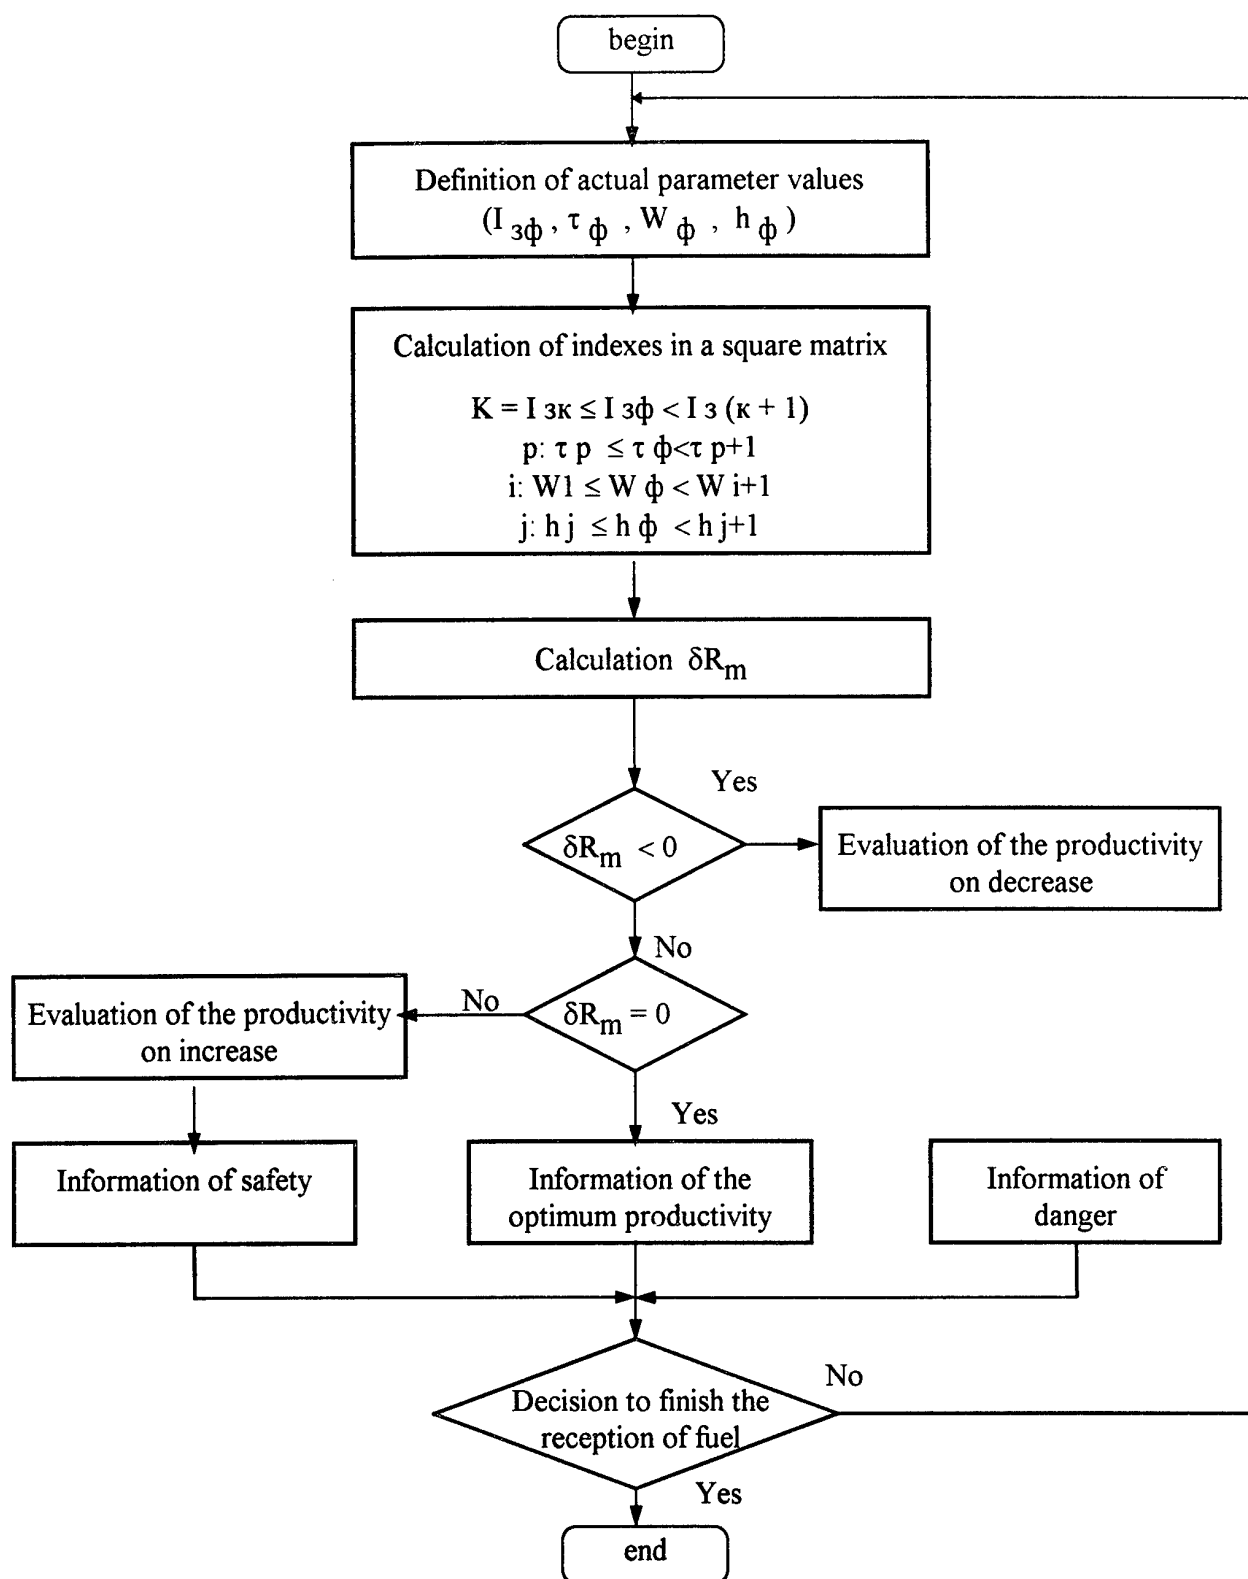 begin
Definition of actual parameter values
(I зф , τ ф , W ф , h ф )
Calculation of indexes in a square matrix
K = I зк ≤ I зф < I з (к + 1)
p: τ p ≤ τ ф<τ p+1
i: W1 ≤ W ф < W i+1
j: h j ≤ h ф < h j+1
Calculation δRm
Yes
δRm < 0
Evaluation of the productivity
on decrease
No
δRm = 0
No
Evaluation of the productivity
on increase
Yes
Information of safety
Information of the
optimum productivity
Information of
danger
No
Decision to finish the
reception of fuel
Yes
end